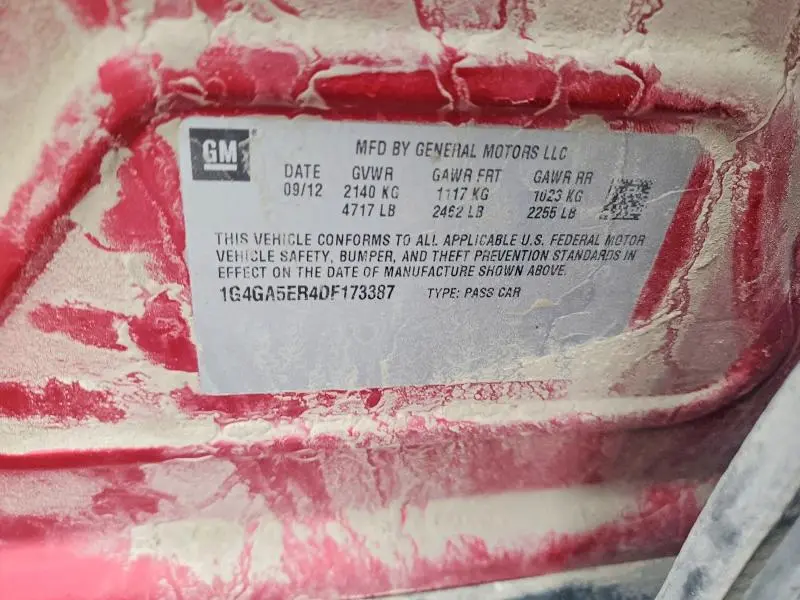 GM
MFD BY GENERAL MOTORS LLC
DATE GVWR GAWR FRT GAWR RR
09/12 2140 KG 1117 KG 1023 KG
4717 LB 2462 LB 2255 LB
THIS VEHICLE CONFORMS TO ALL APPLICABLE U.S. FEDERAL MOTOR
VEHICLE SAFETY, BUMPER, AND THEFT PREVENTION STANDARDS IN
EFFECT ON THE DATE OF MANUFACTURE SHOWN ABOVE.
1G4GA5ER4DF173387 TYPE: PASS CAR